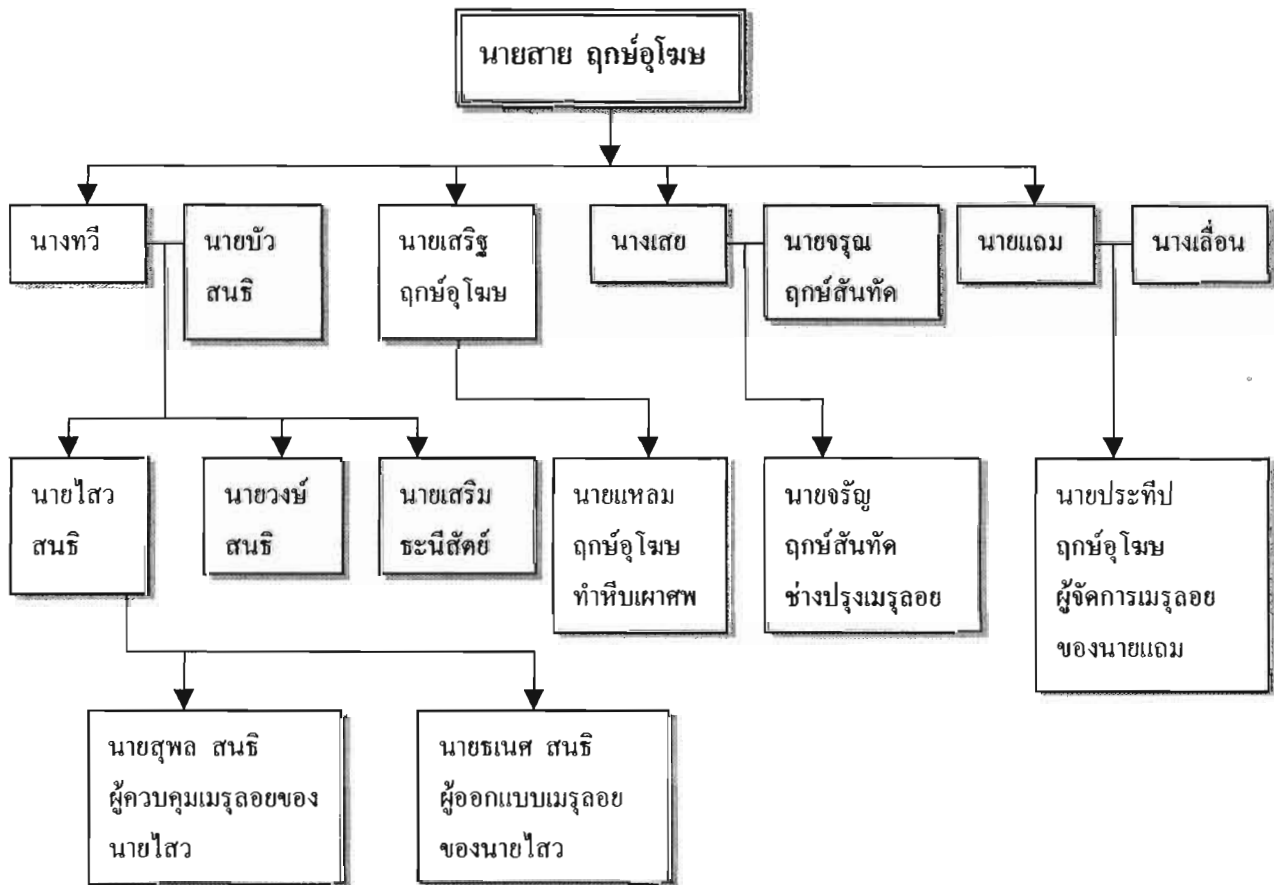 นายสาย ฤกษ์อุโฆษ
นางทวี
นายบัว
สนธิ
นายเสริฐ
ฤกษ์อุโฆษ
นางเสย
นายจรุณ
ฤกษ์สันทัด
นายแถม
นางเลื่อน
นายไสว
สนธิ
นายวงษ์
สนธิ
นายเสริม
ธะนีสัตย์
นายแหลม
ฤกษ์อุโฆษ
ทำหีบเผาศพ
นายจรัญ
ฤกษ์สันทัด
ช่างปรุงเมรุลอย
นายประทีป
ฤกษ์อุโฆษ
ผู้จัดการเมรุลอย
ของนายแถม
นายสุพล สนธิ
ผู้ควบคุมเมรุลอยของ
นายไสว
นายธเนศ สนธิ
ผู้ออกแบบเมรุลอย
ของนายไสว